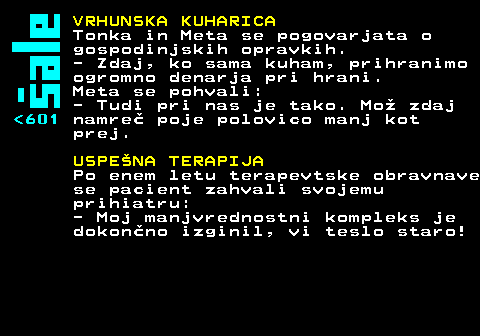 šale
<601
VRHUNSKA KUHARICA
Tonka in Meta se pogovarjata o
gospodinjskih opravkih.
- Zdaj, ko sama kuham, prihranimo
ogromno denarja pri hrani.
Meta se pohvali:
- Tudi pri nas je tako. Mož zdaj
namreč poje polovico manj kot
prej.
USPEŠNA TERAPIJA
Po enem letu terapevtske obravnave
se pacient zahvali svojemu
prihiatru:
- Moj manjvrednostni kompleks je
dokončno izginil, vi teslo staro!